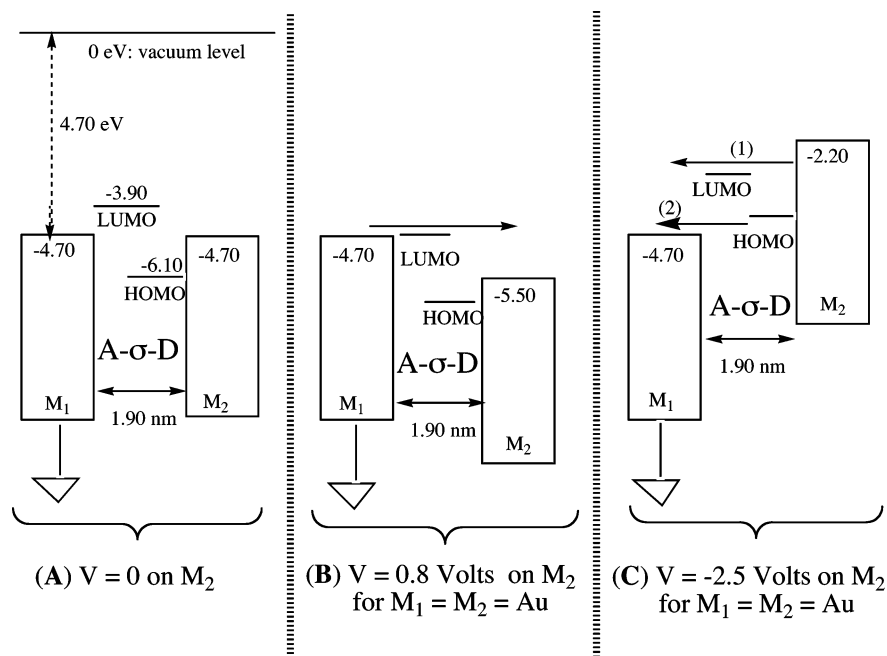 0 eV: vacuum level
4.70 eV
-3.90
LUMO
-4.70
-6.10
HOMO
-4.70
A-σ-D
M₁
M₂
1.90 nm
(A) V = 0 on M₂
-4.70
LUMO
-5.50
HOMO
A-σ-D
M₁
1.90 nm
M₂
(B) V = 0.8 Volts on M₂
for M₁ = M₂ = Au
(1)
-2.20
LUMO
(2)
HOMO
-4.70
A-σ-D
M₂
1.90 nm
M₁
(C) V = -2.5 Volts on M₂
for M₁ = M₂ = Au